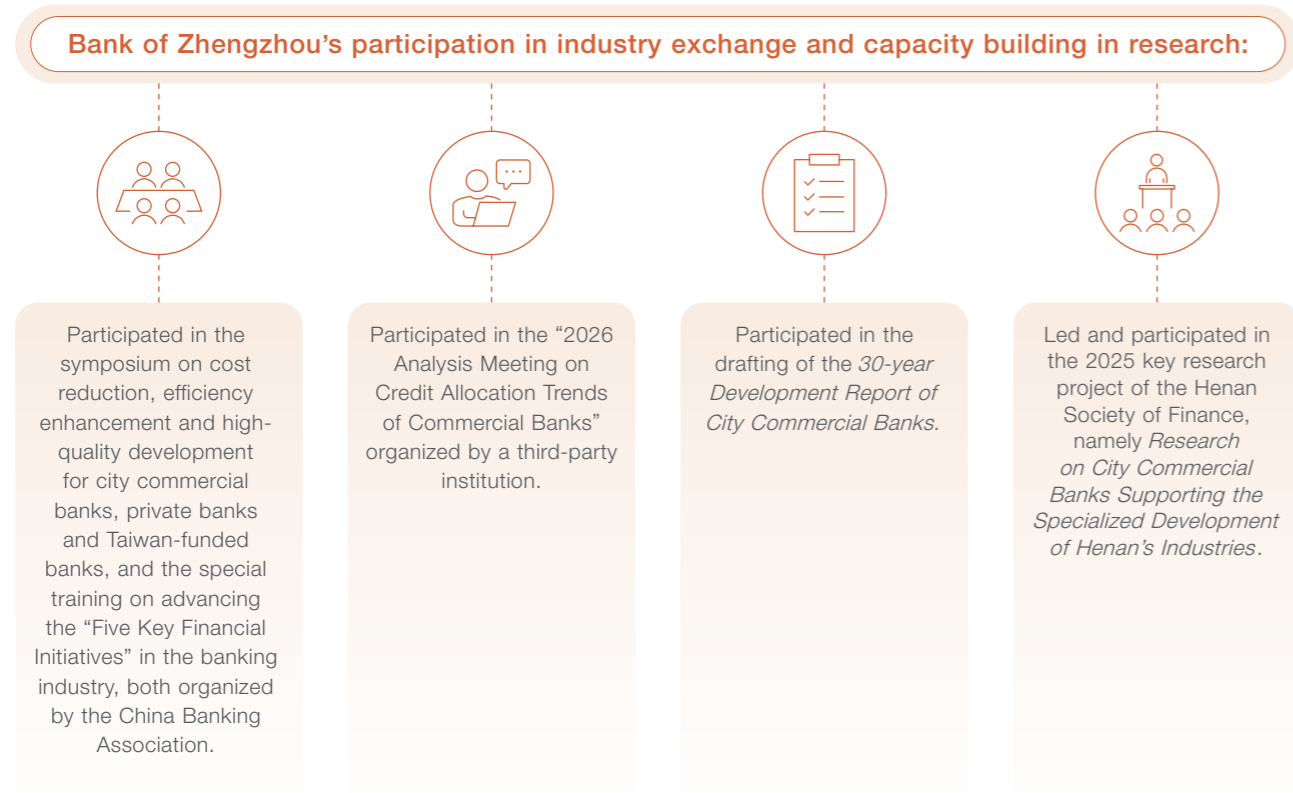 Bank of Zhengzhou’s participation in industry exchange and capacity building in research:
Participated in the
symposium on cost
reduction, efficiency
enhancement and high-
quality development
for city commercial
banks, private banks
and Taiwan-funded
banks, and the special
training on advancing
the “Five Key Financial
Initiatives” in the banking
industry, both organized
by the China Banking
Association.
Participated in the “2026
Analysis Meeting on
Credit Allocation Trends
of Commercial Banks”
organized by a third-party
institution.
Participated in the
drafting of the 30-year
Development Report of
City Commercial Banks.
Led and participated in
the 2025 key research
project of the Henan
Society of Finance,
namely Research
on City Commercial
Banks Supporting the
Specialized Development
of Henan’s Industries.